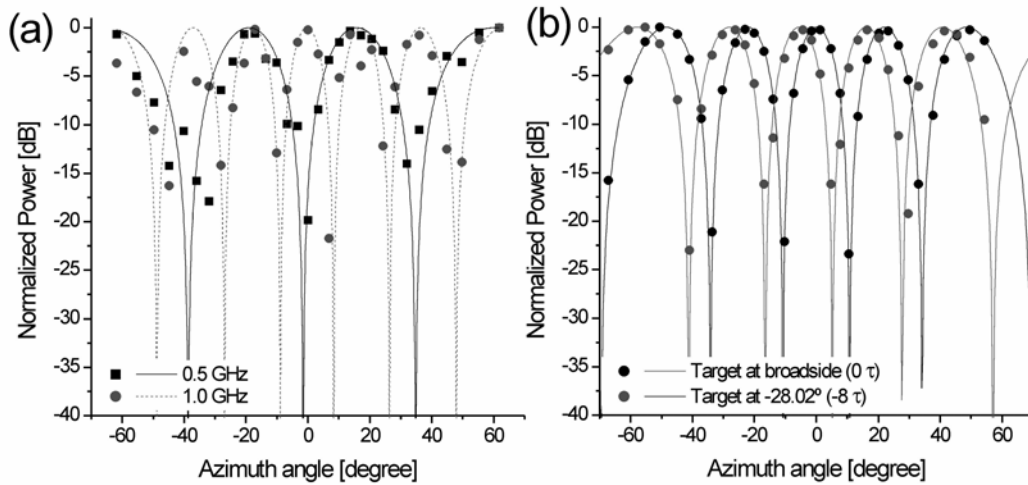 (a)
Normalized Power [dB]
0
-5
-10
-15
-20
-25
-30
-35
-40
0.5 GHz
1.0 GHz
-60 -40 -20 0 20 40 60
Azimuth angle [degree]
(b)
Normalized Power [dB]
0
-5
-10
-15
-20
-25
-30
-35
-40
Target at broadside (0 τ)
Target at -28.02º (-8 τ)
-60 -40 -20 0 20 40 60
Azimuth angle [degree]